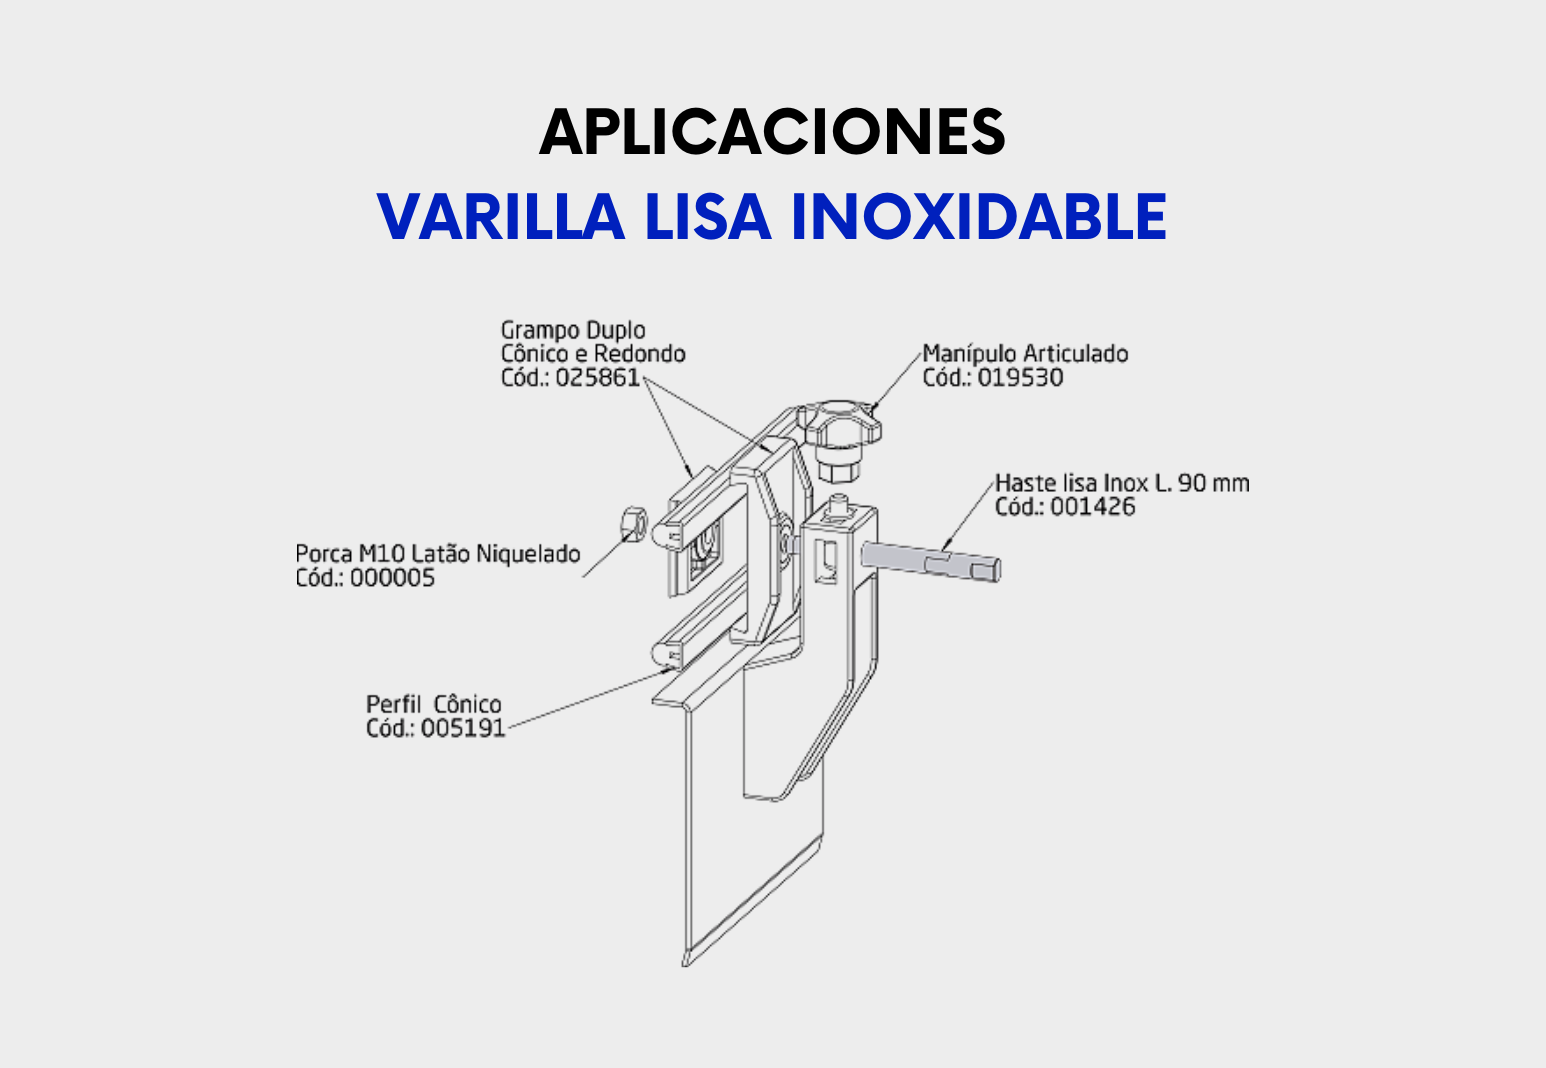 APLICACIONES
VARILLA LISA INOXIDABLE
Grampo Duplo
Cônico e Redondo
Cód.: 025861
Manípulo Articulado
Cód.: 019530
Haste lisa Inox L. 90 mm
Cód.: 001426
Porca M10 Latão Niquelado
Cód.: 000005
Perfil Cônico
Cód.: 005191